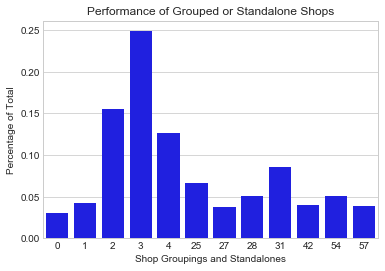 Performance of Grouped or Standalone Shops
Percentage of Total
0.25
0.20
0.15
0.10
0.05
0.00
0 1 2 3 4 25 27 28 31 42 54 57
Shop Groupings and Standalones